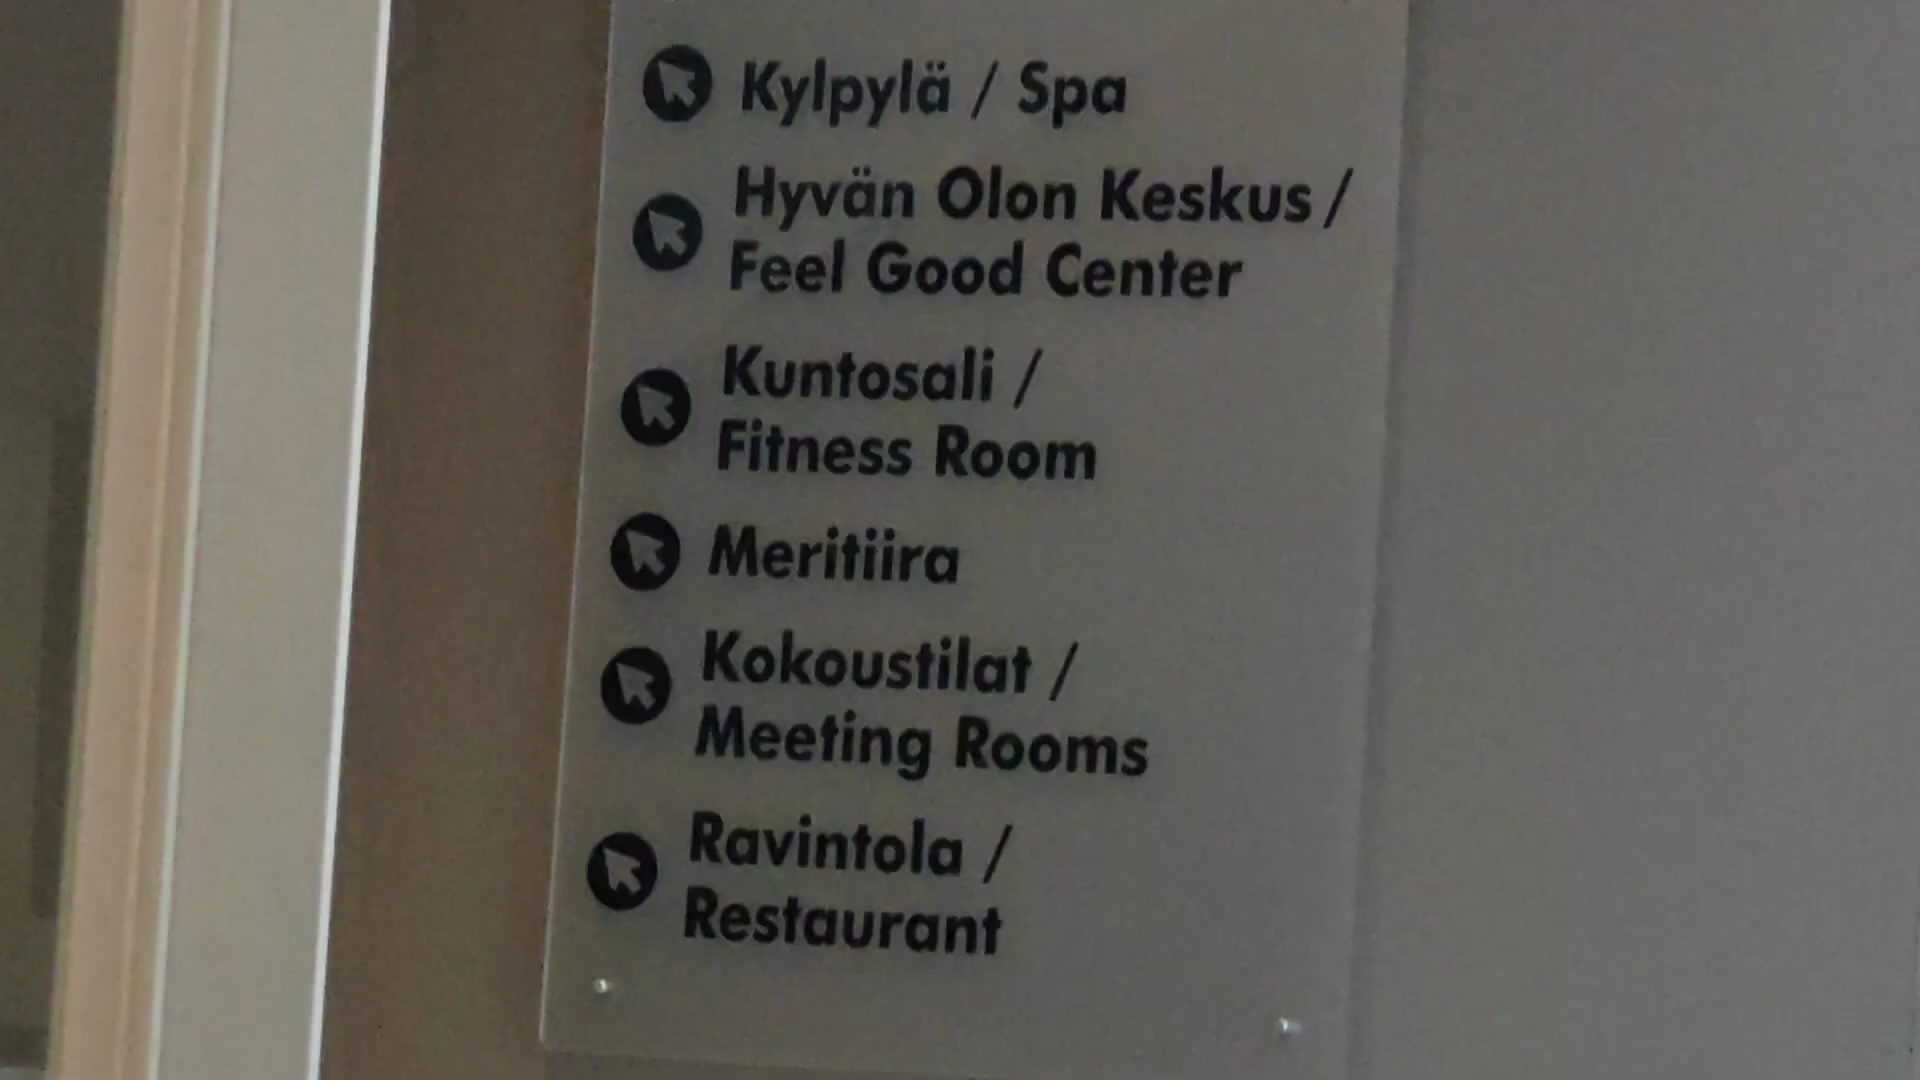 Kylpylä / Spa
Hyvän Olon Keskus /
Feel Good Center
Kuntosali /
Fitness Room
Meritiira
Kokoustilat /
Meeting Rooms
Ravintola /
Restaurant